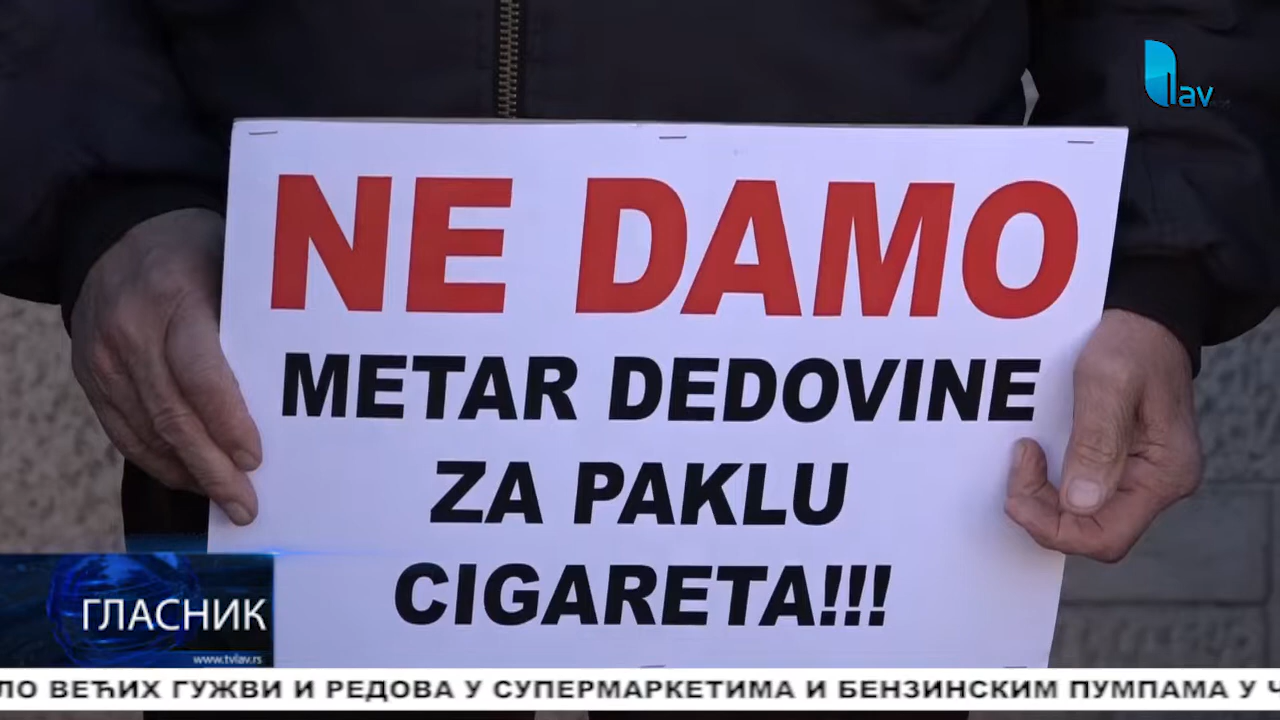 lav
NE DAMO
METAR DEDOVINE
ZA PAKLU
CIGARETA!!!
ГЛАСНИК
www.tvlav.rs
ЛО ВЕЋИХ ГУЖВИ И РЕДОВА У СУПЕРМАРКЕТИМА И БЕНЗИНСКИМ ПУМПАМА У Ч